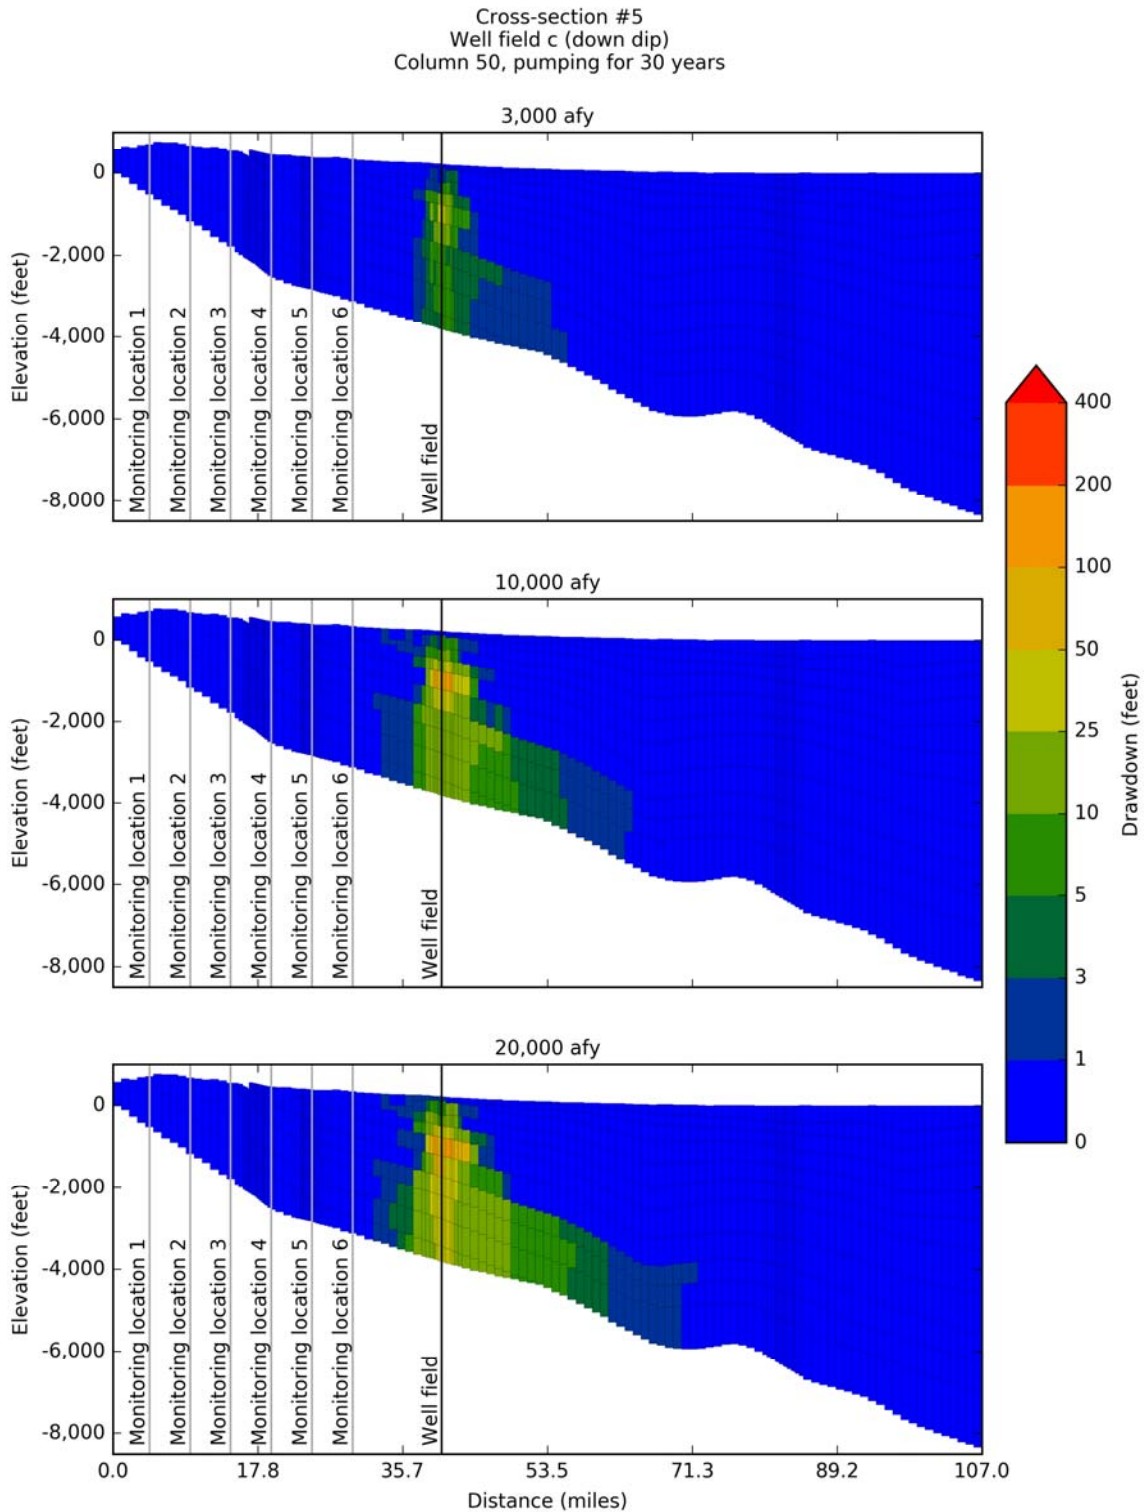 Cross-section #5
Well field c (down dip)
Column 50, pumping for 30 years
3,000 afy
Elevation (feet)
0
-2,000
-4,000
-6,000
-8,000
Monitoring location 1
Monitoring location 2
Monitoring location 3
Monitoring location 4
Monitoring location 5
Monitoring location 6
Well field
10,000 afy
Elevation (feet)
0
-2,000
-4,000
-6,000
-8,000
Monitoring location 1
Monitoring location 2
Monitoring location 3
Monitoring location 4
Monitoring location 5
Monitoring location 6
Well field
20,000 afy
Elevation (feet)
0
-2,000
-4,000
-6,000
-8,000
Monitoring location 1
Monitoring location 2
Monitoring location 3
Monitoring location 4
Monitoring location 5
Monitoring location 6
Well field
0.0 17.8 35.7 53.5 71.3 89.2 107.0
Distance (miles)
400
200
100
50
25
10
5
3
1
0
Drawdown (feet)